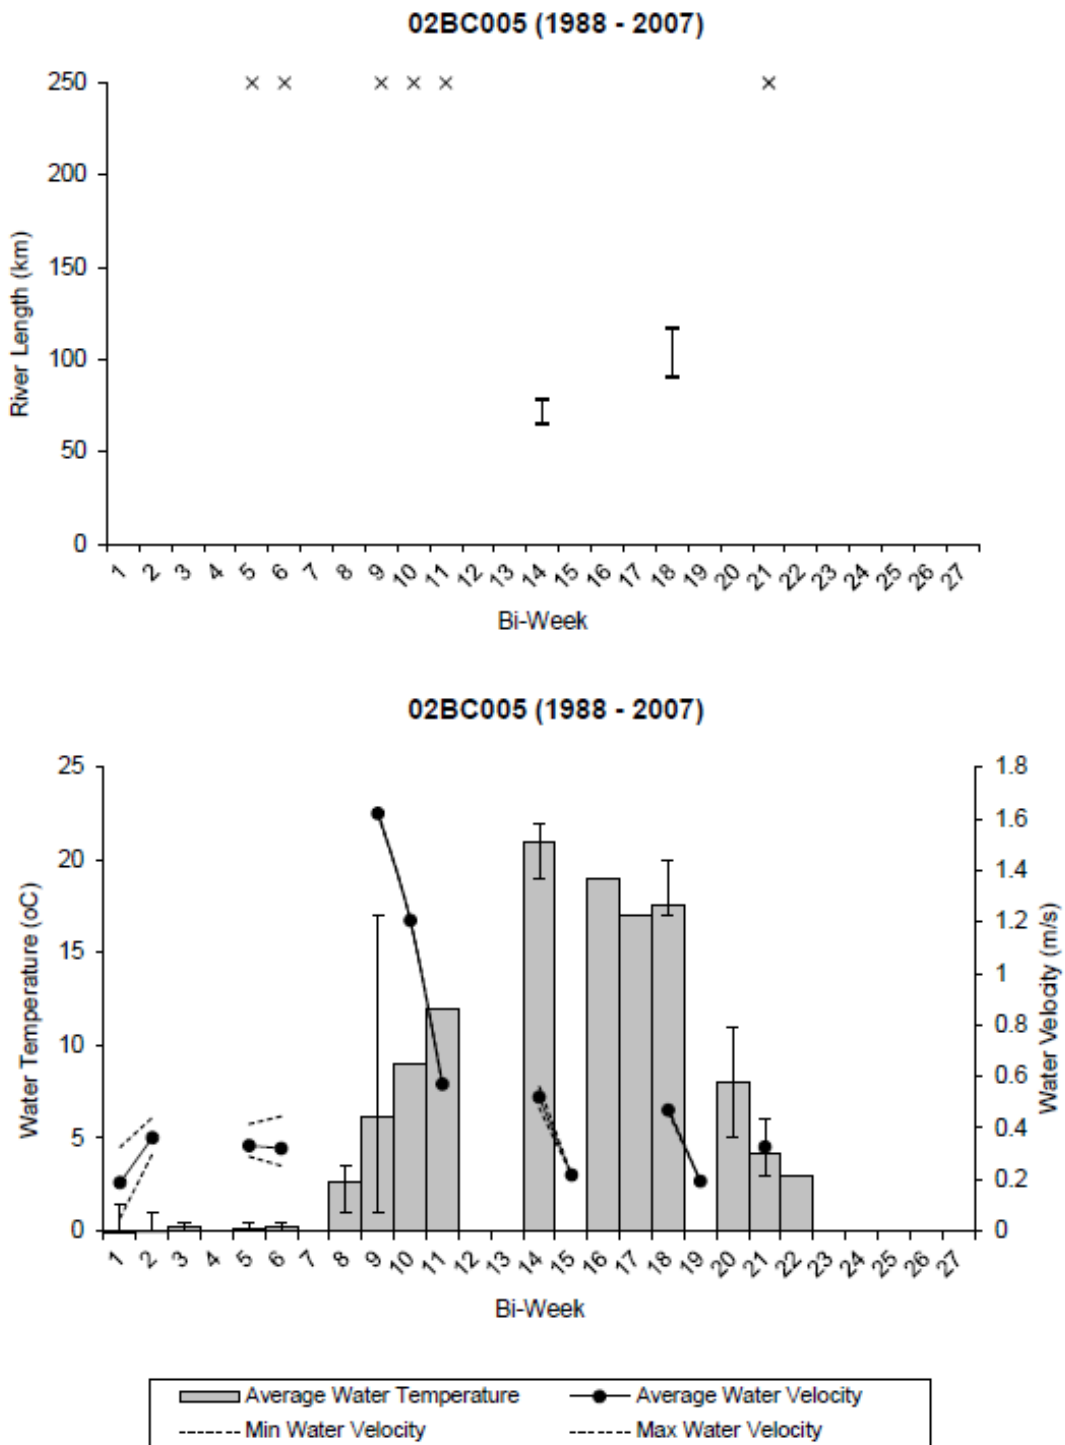 02BC005 (1988 - 2007)
250
200
150
100
50
0
River Length (km)
1 2 3 4 5 6 7 8 9 10 11 12 13 14 15 16 17 18 19 20 21 22 23 24 25 26 27
Bi-Week
02BC005 (1988 - 2007)
25
20
15
10
5
0
Water Temperature (oC)
1.8
1.6
1.4
1.2
1
0.8
0.6
0.4
0.2
0
Water Velocity (m/s)
1 2 3 4 5 6 7 8 9 10 11 12 13 14 15 16 17 18 19 20 21 22 23 24 25 26 27
Bi-Week
Average Water Temperature Average Water Velocity
Min Water Velocity Max Water Velocity